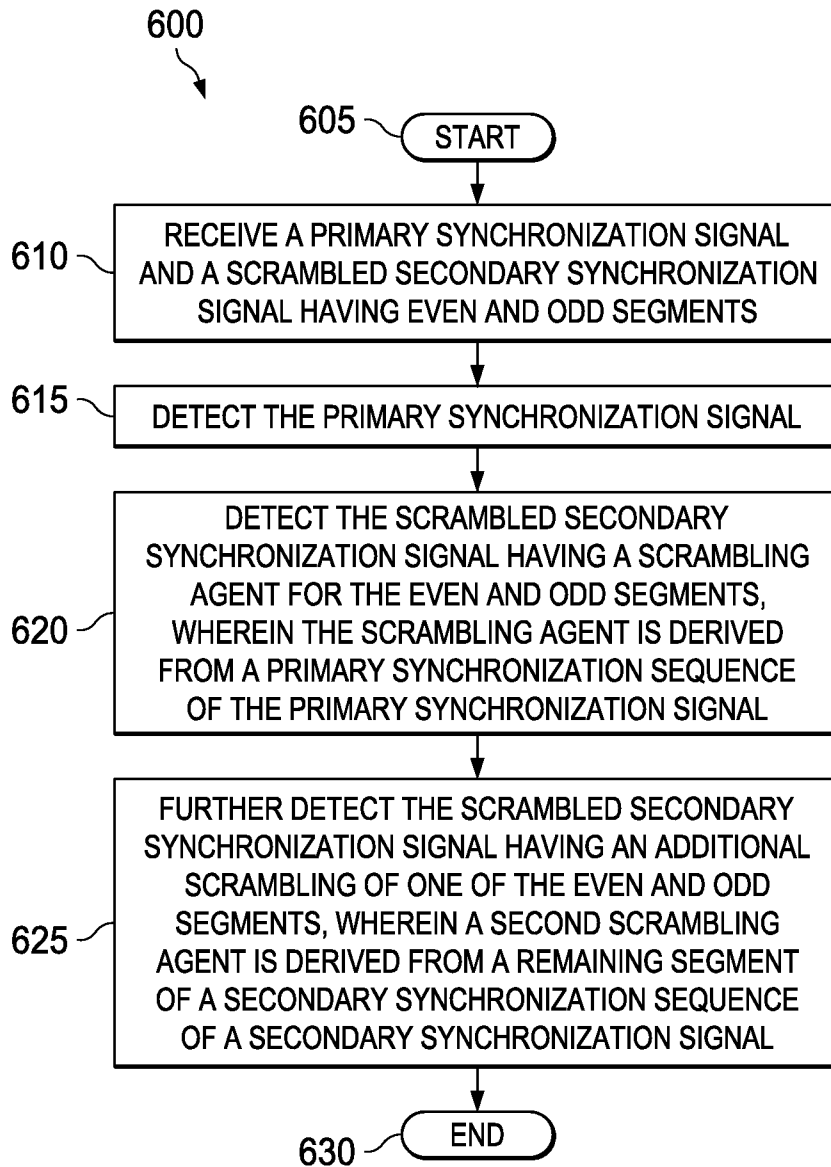 600
605
START
610
RECEIVE A PRIMARY SYNCHRONIZATION SIGNAL
AND A SCRAMBLED SECONDARY SYNCHRONIZATION
SIGNAL HAVING EVEN AND ODD SEGMENTS
615
DETECT THE PRIMARY SYNCHRONIZATION SIGNAL
620
DETECT THE SCRAMBLED SECONDARY
SYNCHRONIZATION SIGNAL HAVING A SCRAMBLING
AGENT FOR THE EVEN AND ODD SEGMENTS,
WHEREIN THE SCRAMBLING AGENT IS DERIVED
FROM A PRIMARY SYNCHRONIZATION SEQUENCE
OF THE PRIMARY SYNCHRONIZATION SIGNAL
625
FURTHER DETECT THE SCRAMBLED SECONDARY
SYNCHRONIZATION SIGNAL HAVING AN ADDITIONAL
SCRAMBLING OF ONE OF THE EVEN AND ODD
SEGMENTS, WHEREIN A SECOND SCRAMBLING
AGENT IS DERIVED FROM A REMAINING SEGMENT
OF A SECONDARY SYNCHRONIZATION SEQUENCE
OF A SECONDARY SYNCHRONIZATION SIGNAL
630
END